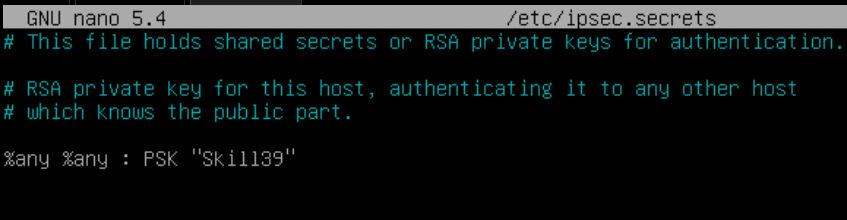 GNU nano 5.4 /etc/ipsec.secrets
# This file holds shared secrets or RSA private keys for authentication.
# RSA private key for this host, authenticating it to any other host
# which knows the public part.
%any %any : PSK "Skill39"